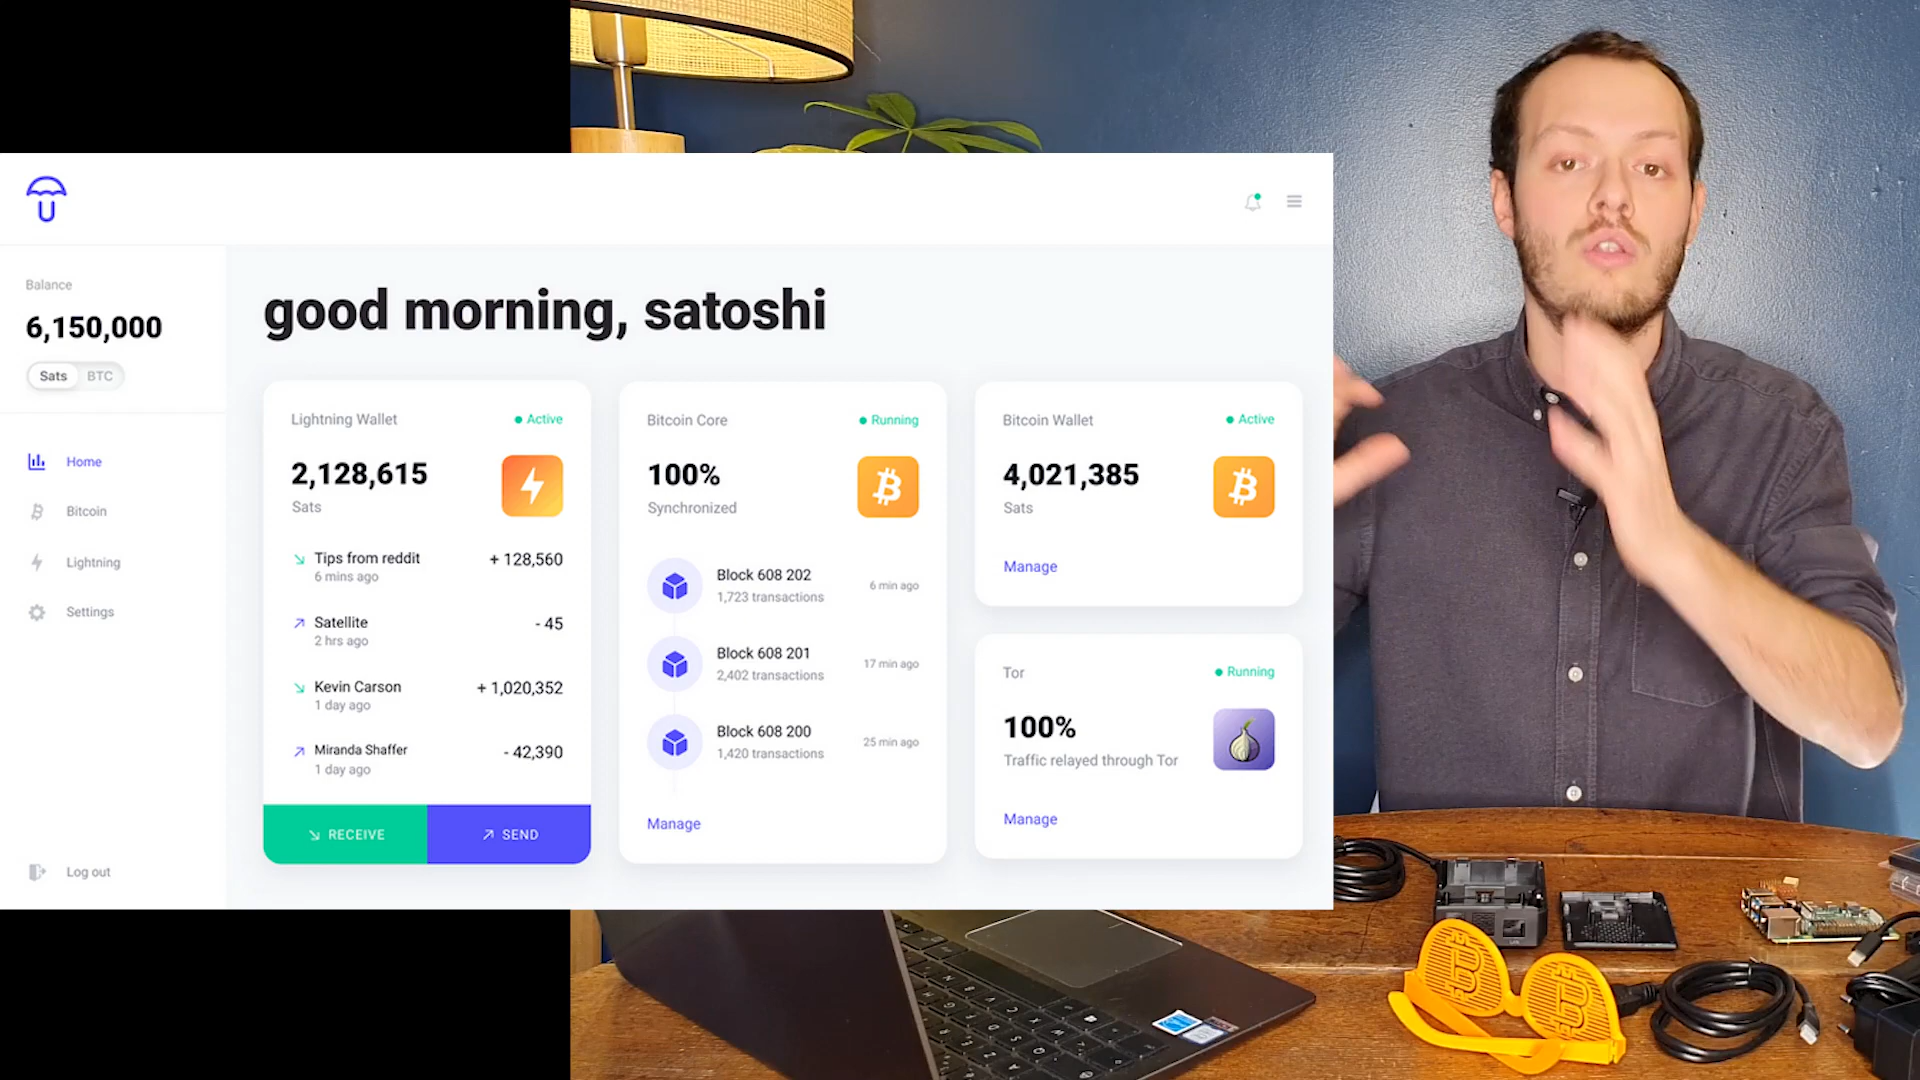 Balance
6,150,000
Sats BTC
Home
Bitcoin
Lightning
Settings
Log out
good morning, satoshi
Lightning Wallet
Active
2,128,615
Sats
Tips from reddit
6 mins ago
+ 128,560
Satellite
2 hrs ago
- 45
Kevin Carson
1 day ago
+ 1,020,352
Miranda Shaffer
1 day ago
- 42,390
RECEIVE
SEND
Bitcoin Core
Running
100%
Synchronized
Block 608 202
1,723 transactions
6 min ago
Block 608 201
2,402 transactions
17 min ago
Block 608 200
1,420 transactions
25 min ago
Manage
Bitcoin Wallet
Active
4,021,385
Sats
Manage
Tor
Running
100%
Traffic relayed through Tor
Manage